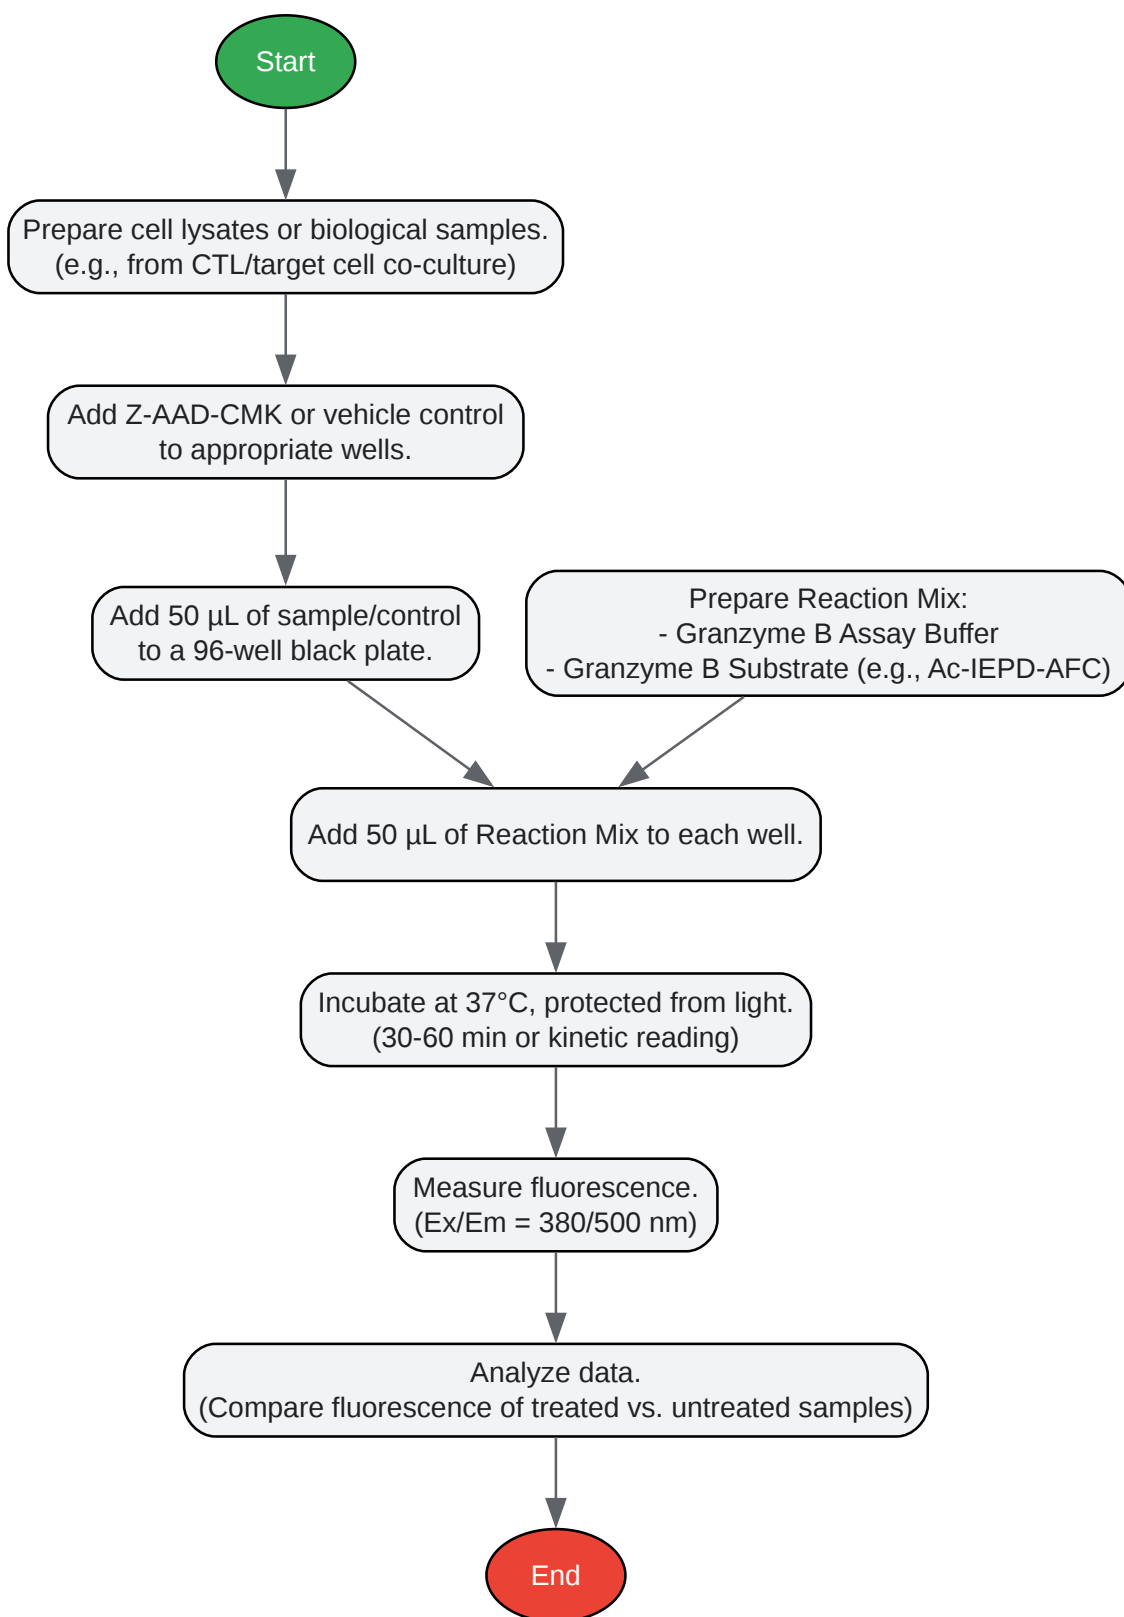 Start
Prepare cell lysates or biological samples.
(e.g., from CTL/target cell co-culture)
Add Z-AAD-CMK or vehicle control
to appropriate wells.
Add 50 µL of sample/control
to a 96-well black plate.
Prepare Reaction Mix:
- Granzyme B Assay Buffer
- Granzyme B Substrate (e.g., Ac-IEPD-AFC)
Add 50 µL of Reaction Mix to each well.
Incubate at 37°C, protected from light.
(30-60 min or kinetic reading)
Measure fluorescence.
(Ex/Em = 380/500 nm)
Analyze data.
(Compare fluorescence of treated vs. untreated samples)
End